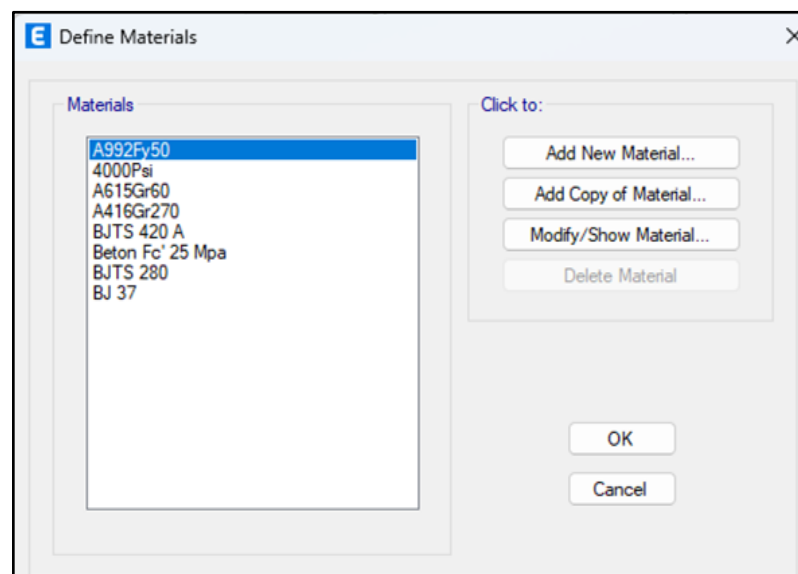 E Define Materials
Materials
A992Fy50
4000Psi
A615Gr60
A416Gr270
BJTS 420 A
Beton Fc' 25 Mpa
BJTS 280
BJ 37
Click to:
Add New Material...
Add Copy of Material...
Modify/Show Material...
Delete Material
OK
Cancel